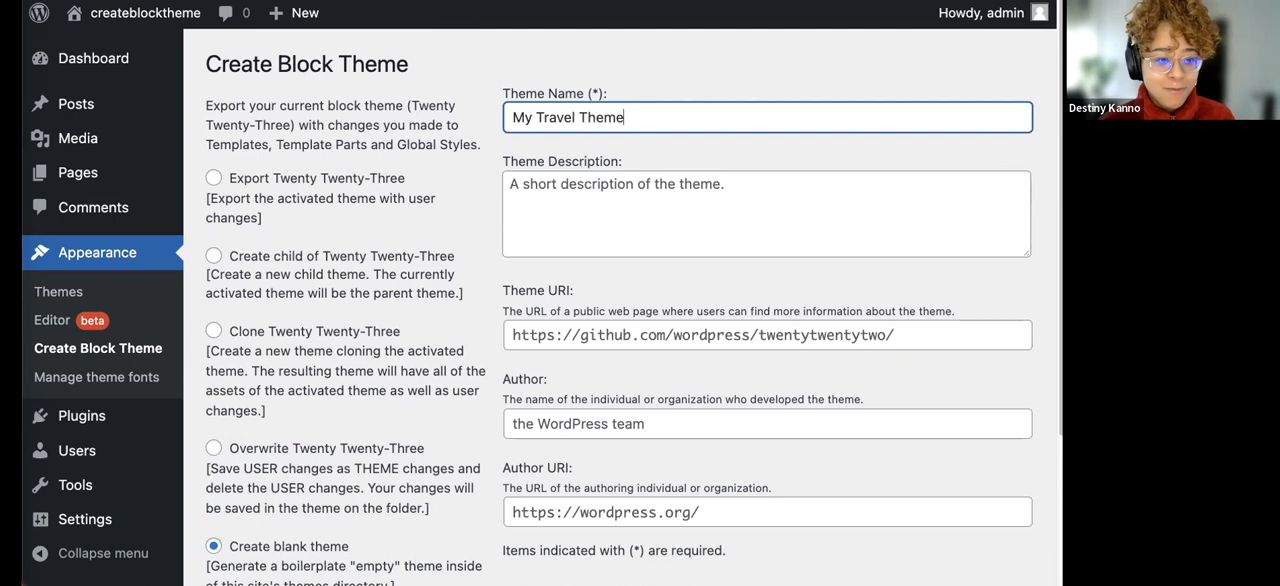 createblocktheme 0 New Howdy, admin
Destiny Kanno
Dashboard
Posts
Media
Pages
Comments
Appearance
Themes
Editor beta
Create Block Theme
Manage theme fonts
Plugins
Users
Tools
Settings
Collapse menu
Create Block Theme
Export your current block theme (Twenty
Twenty-Three) with changes you made to
Templates, Template Parts and Global Styles.
Export Twenty Twenty-Three
[Export the activated theme with user
changes]
Create child of Twenty Twenty-Three
[Create a new child theme. The currently
activated theme will be the parent theme.]
Clone Twenty Twenty-Three
[Create a new theme cloning the activated
theme. The resulting theme will have all of the
assets of the activated theme as well as user
changes.]
Overwrite Twenty Twenty-Three
[Save USER changes as THEME changes and
delete the USER changes. Your changes will
be saved in the theme on the folder.]
Create blank theme
[Generate a boilerplate "empty" theme inside
of this site's themes directory.]
Theme Name (*):
My Travel Theme
Theme Description:
A short description of the theme.
Theme URI:
The URL of a public web page where users can find more information about the theme.
https://github.com/wordpress/twentytwentytwo/
Author:
The name of the individual or organization who developed the theme.
the WordPress team
Author URI:
The URL of the authoring individual or organization.
https://wordpress.org/
Items indicated with (*) are required.